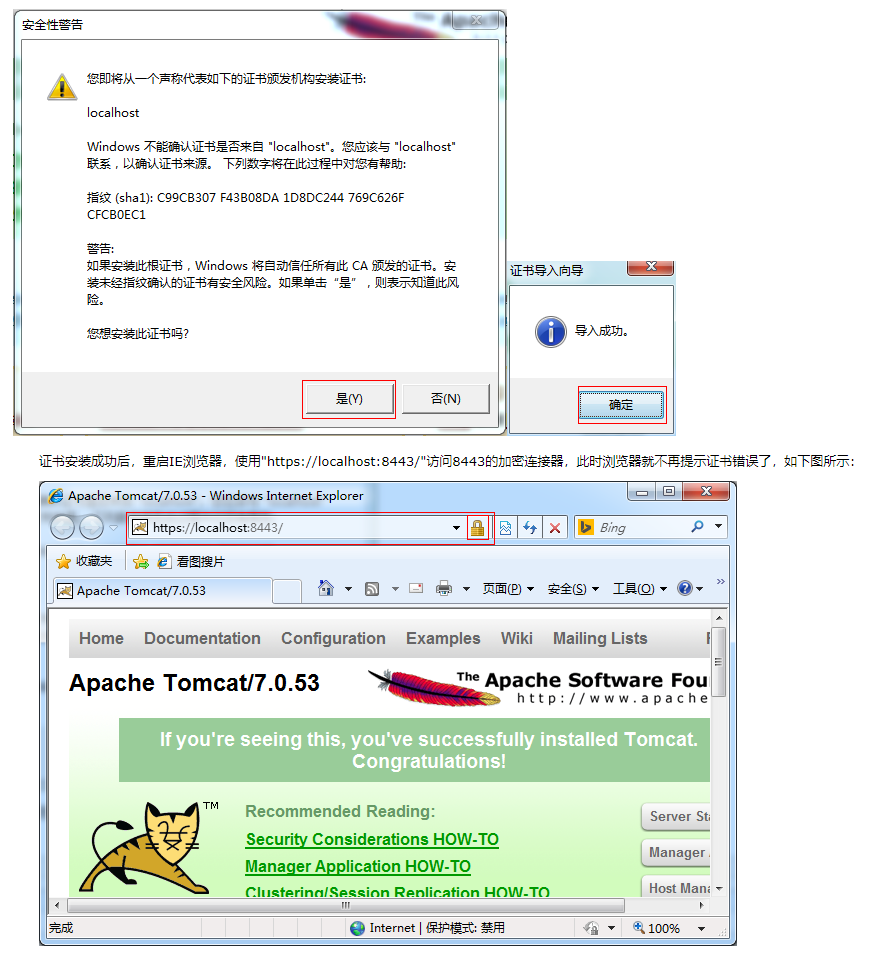 安全性警告
您即将从一个声称代表如下的证书颁发机构安装证书:
localhost
Windows 不能确认证书是否来自 "localhost"。您应该与 "localhost"
联系，以确认证书来源。 下列数字将在此过程中对您有帮助:
指纹 (sha1): C99CB307 F43B08DA 1D8DC244 769C626F
CFCB0EC1
警告:
如果安装此根证书，Windows 将自动信任所有此 CA 颁发的证书。安
装未经指纹确认的证书有安全风险。如果单击“是”，则表示知道此风
险。
您想安装此证书吗?
是(Y)
否(N)
证书导入向导
导入成功。
确定
证书安装成功后，重启IE浏览器，使用"https://localhost:8443/"访问8443的加密连接器，此时浏览器就不再提示证书错误了，如下图所示：
Apache Tomcat/7.0.53 - Windows Internet Explorer
https://localhost:8443/
Bing
收藏夹
看图搜片
Apache Tomcat/7.0.53
页面(P)
安全(S)
工具(O)
Home Documentation Configuration Examples Wiki Mailing Lists
Apache Tomcat/7.0.53
The Apache Software Fou
http://www.apache
If you're seeing this, you've successfully installed Tomcat.
Congratulations!
TM
Recommended Reading:
Security Considerations HOW-TO
Manager Application HOW-TO
Clustering/Session Replication HOW-TO
Server Sta
Manager
Host Mana
完成
Internet | 保护模式: 禁用
100%